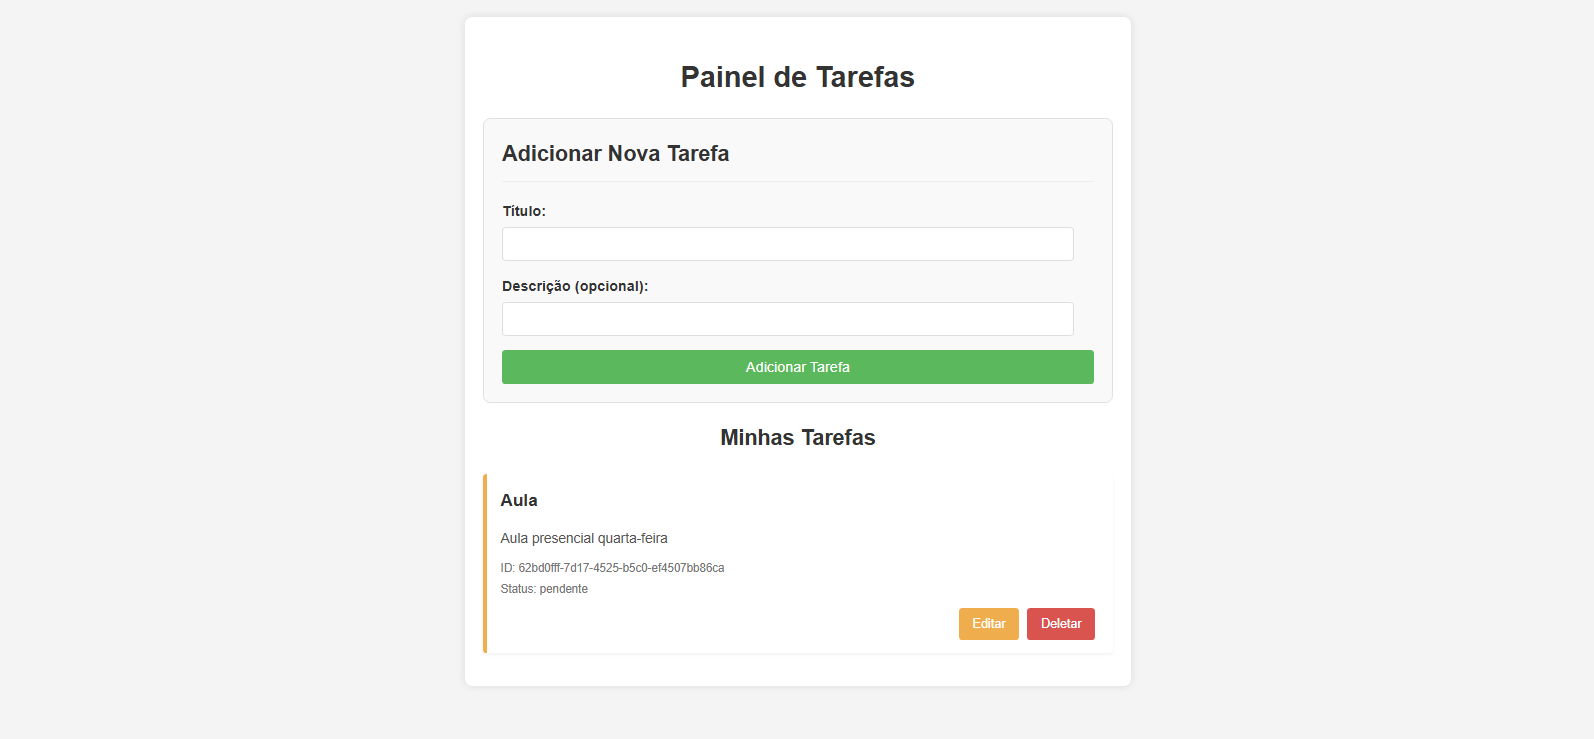 Painel de Tarefas
Adicionar Nova Tarefa
Título:
Descrição (opcional):
Adicionar Tarefa
Minhas Tarefas
Aula
Aula presencial quarta-feira
ID: 62bd0fff-7d17-4525-b5c0-ef4507bb86ca
Status: pendente
Editar Deletar